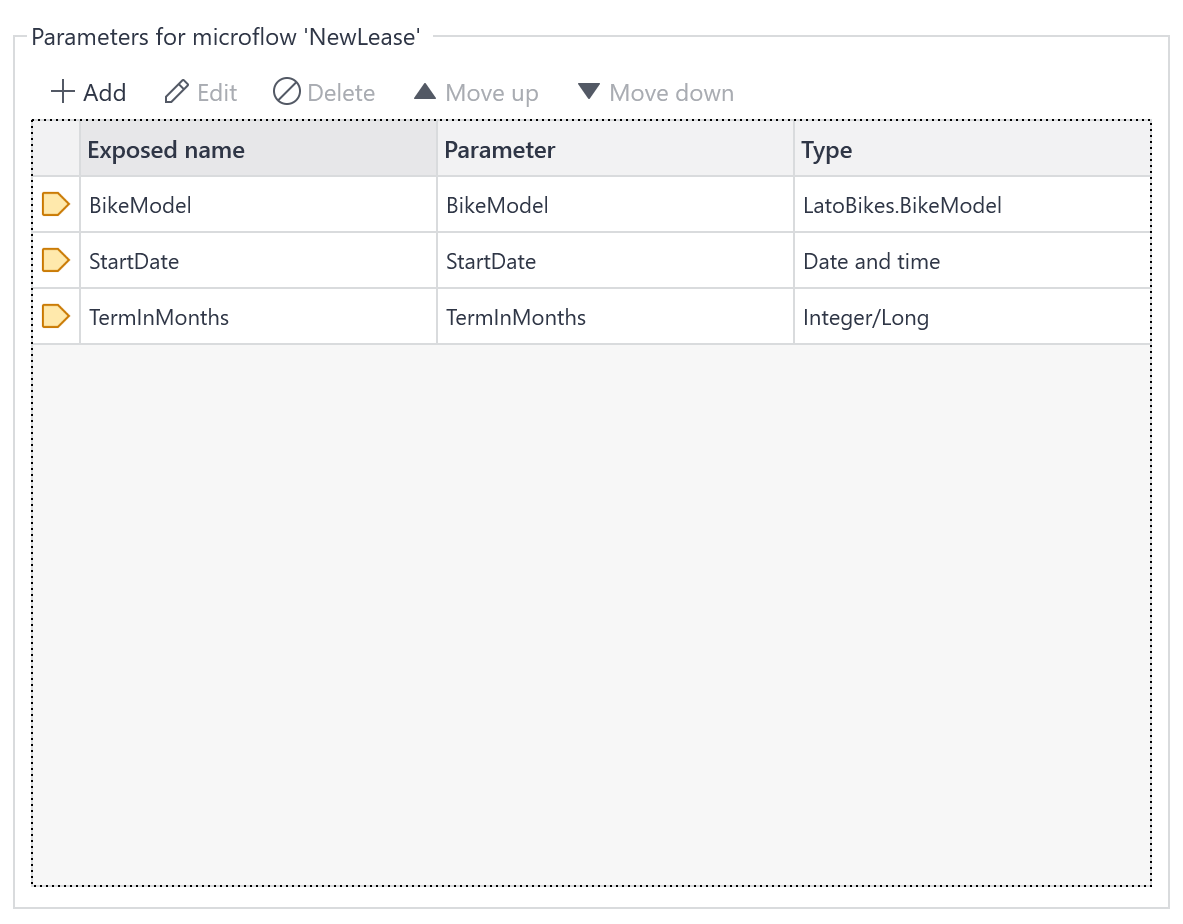 Parameters for microflow 'NewLease'
Add Edit Delete Move up Move down
Exposed name Parameter Type
BikeModel BikeModel LatoBikes.BikeModel
StartDate StartDate Date and time
TermInMonths TermInMonths Integer/Long